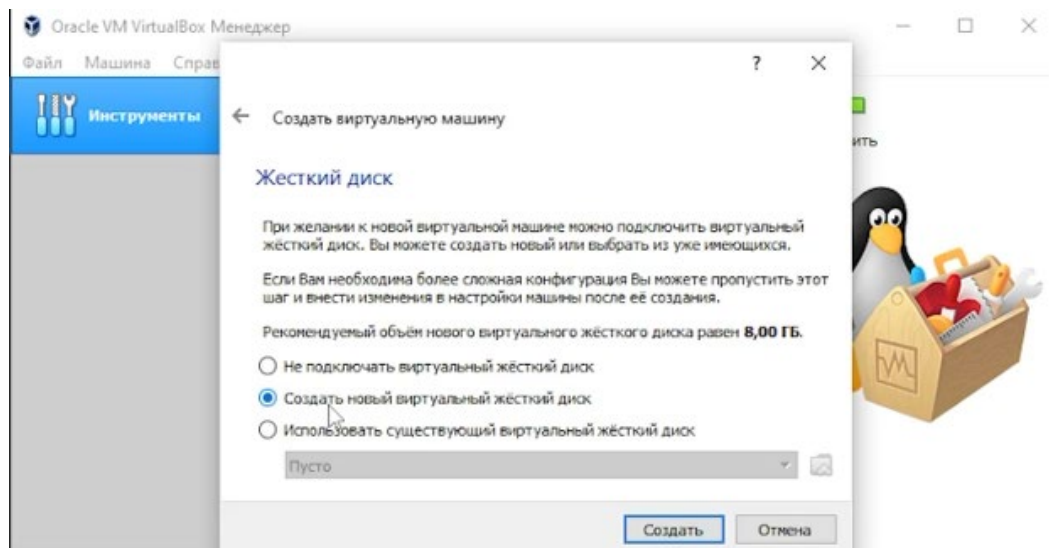 Oracle VM VirtualBox Менеджер
Файл Машина Справ
Инструменты
ить
? ×
← Создать виртуальную машину
Жесткий диск
При желании к новой виртуальной машине можно подключить виртуальный
жёсткий диск. Вы можете создать новый или выбрать из уже имеющихся.
Если Вам необходима более сложная конфигурация Вы можете пропустить этот
шаг и внести изменения в настройки машины после её создания.
Рекомендуемый объём нового виртуального жёсткого диска равен 8,00 ГБ.
Не подключать виртуальный жёсткий диск
Создать новый виртуальный жёсткий диск
Использовать существующий виртуальный жёсткий диск
Пусто
Создать Отмена